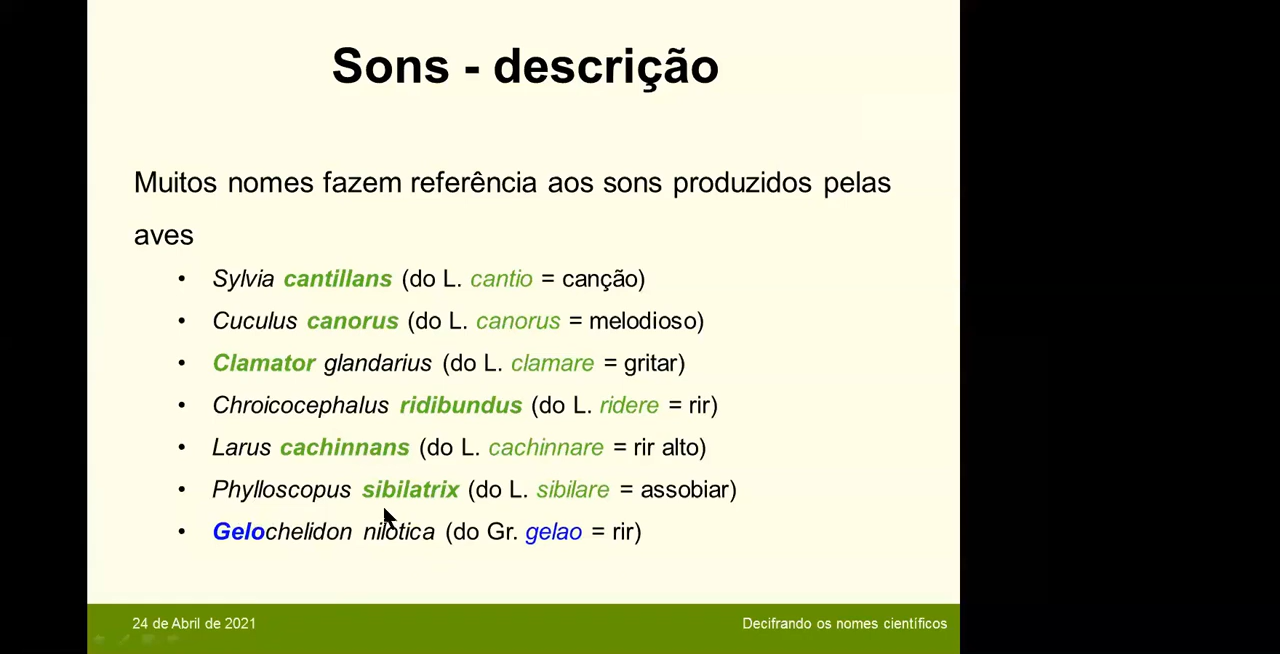 Sons - descrição
Muitos nomes fazem referência aos sons produzidos pelas
aves
• Sylvia cantillans (do L. cantio = canção)
• Cuculus canorus (do L. canorus = melodioso)
• Clamator glandarius (do L. clamare = gritar)
• Chroicocephalus ridibundus (do L. ridere = rir)
• Larus cachinnans (do L. cachinnare = rir alto)
• Phylloscopus sibilatrix (do L. sibilare = assobiar)
• Gelochelidon nilotica (do Gr. gelao = rir)
24 de Abril de 2021
Decifrando os nomes científicos